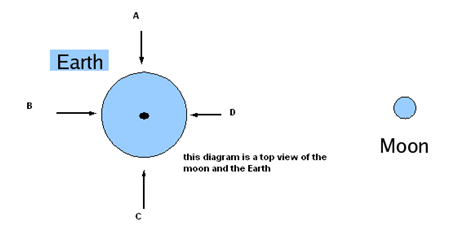 A
Earth
B
D
Moon
this diagram is a top view of the
moon and the Earth
C